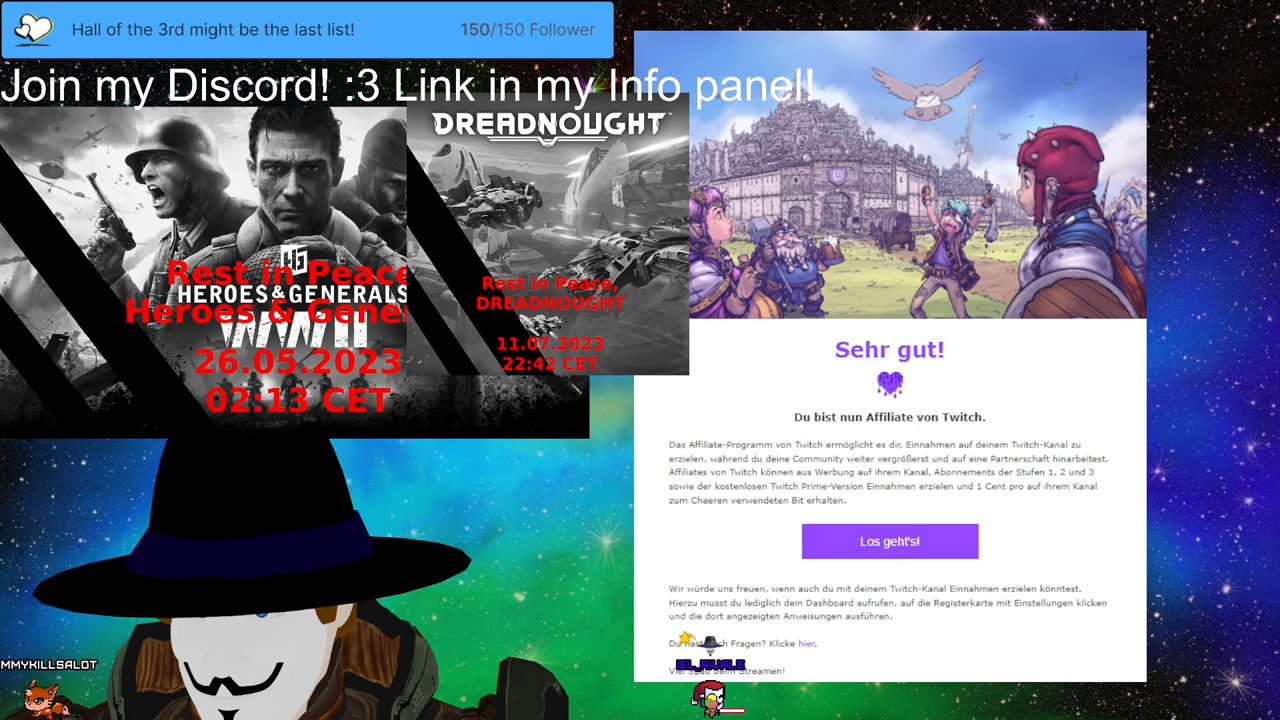 Hall of the 3rd might be the last list!
150/150 Follower
Join my Discord! :3 Link in my Info panel!
DREADNOUGHT
Rest in Peace,
DREADNOUGHT
11.07.2023
22:42 CET
Rest in Peace
HEROES & GENERALS
Heroes & Gene
WWII
26.05.2023
02:13 CET
Sehr gut!
Du bist nun Affiliate von Twitch.
Das Affiliate-Programm von Twitch ermöglicht es dir, Einnahmen auf deinem Twitch-Kanal zu
erzielen, während du deine Community weiter vergrößerst und auf eine Partnerschaft hinarbeitest.
Affiliates von Twitch können aus Werbung auf ihrem Kanal, Abonnements der Stufen 1, 2 und 3
sowie der kostenlosen Twitch Prime-Version Einnahmen erzielen und 1 Cent pro auf ihrem Kanal
zum Cheeren verwendeten Bit erhalten.
Los geht's!
Wir würde uns freuen, wenn auch du mit deinem Twitch-Kanal Einnahmen erzielen könntest.
Hierzu musst du lediglich dein Dashboard aufrufen, auf die Registerkarte mit Einstellungen klicken
und die dort angezeigten Anweisungen ausführen.
Du hast noch Fragen? Klicke hier.
Viel Spaß beim Streamen!
MMYKILLSALOT